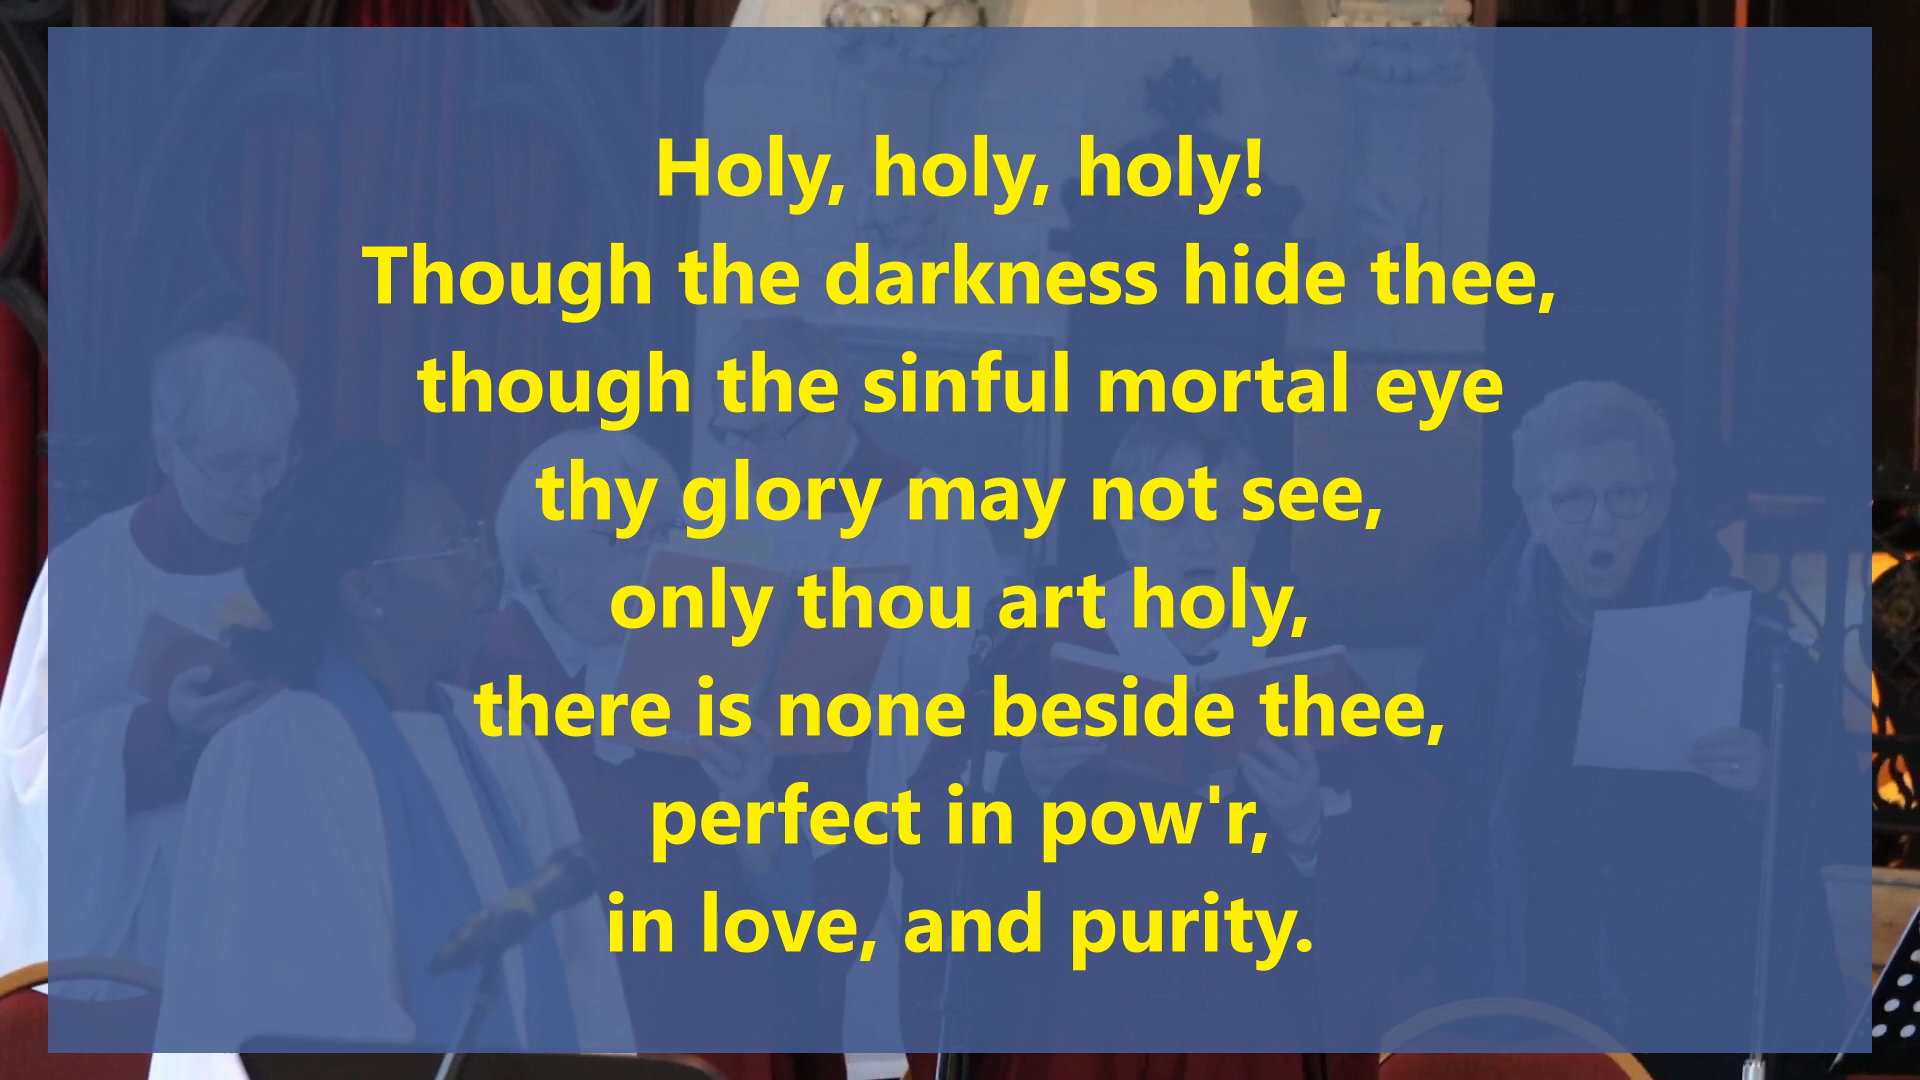 Holy, holy, holy!
Though the darkness hide thee,
though the sinful mortal eye
thy glory may not see,
only thou art holy,
there is none beside thee,
perfect in pow'r,
in love, and purity.